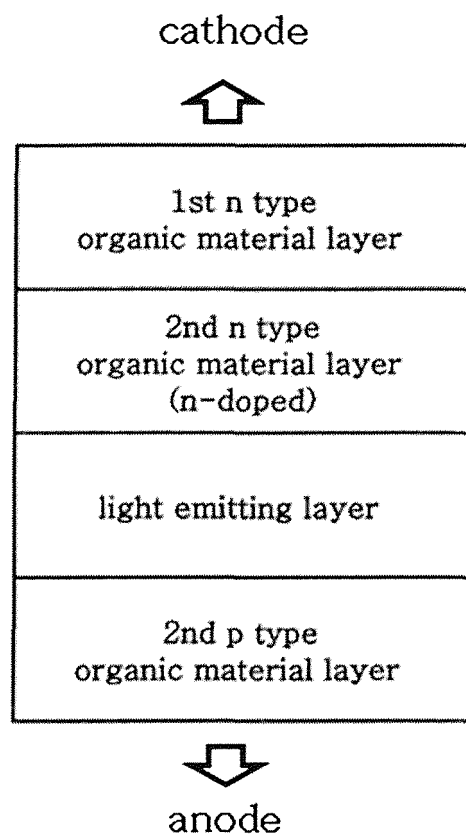 cathode
1st n type
organic material layer
2nd n type
organic material layer
(n-doped)
light emitting layer
2nd p type
organic material layer
anode